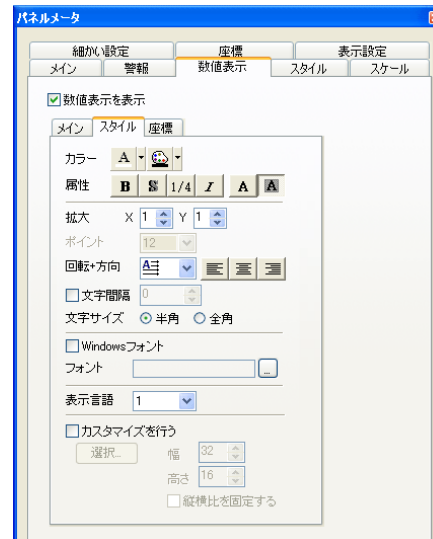 パネルメータ
細かい設定 座標 表示設定
メイン 警報 数値表示 スタイル スケール
数値表示を表示
メイン スタイル 座標
カラー A
属性 B S 1/4 I A A
拡大 X 1 Y 1
ポイント 12
回転+方向 A
文字間隔 0
文字サイズ 半角 全角
Windowsフォント
フォント ...
表示言語 1
カスタマイズを行う
選択... 幅 32
高さ 16
縦横比を固定する